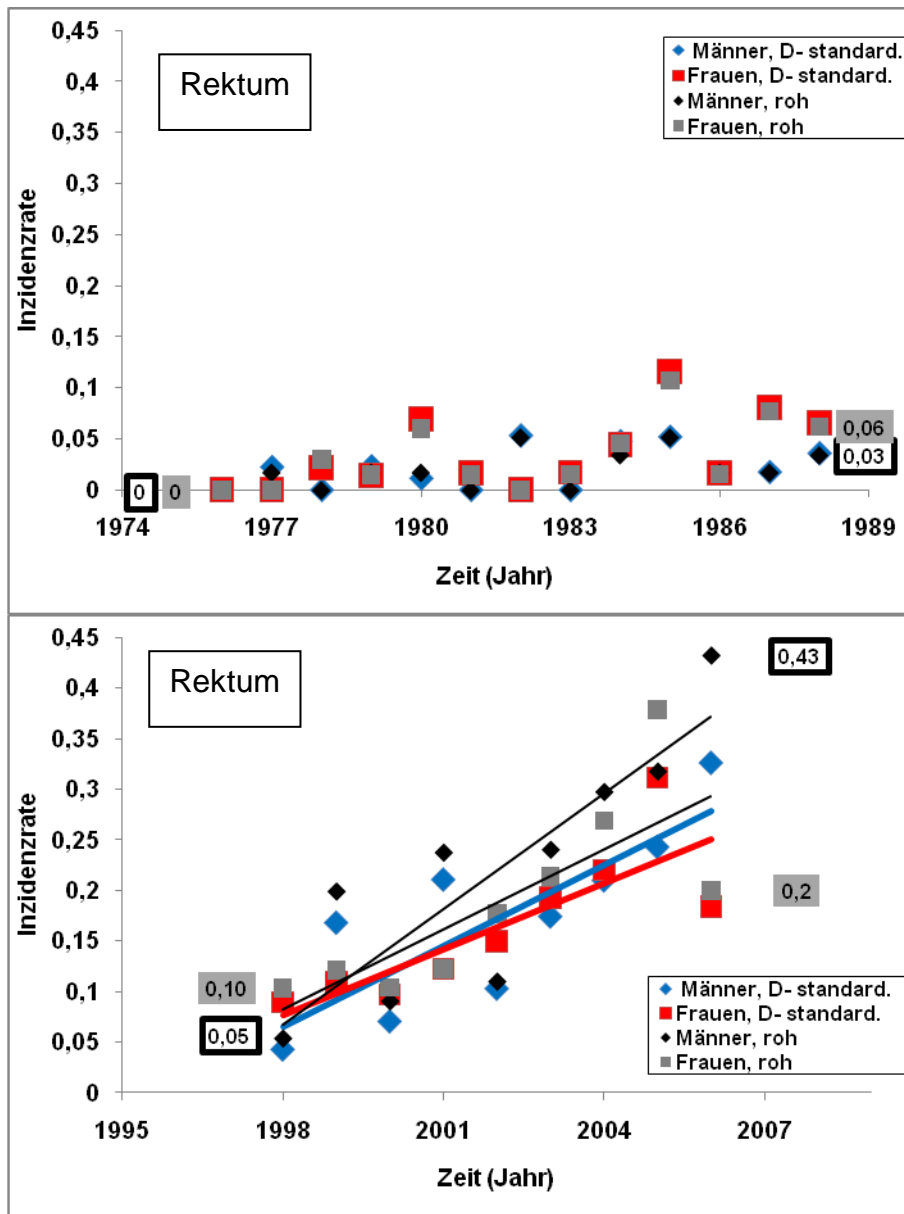 0,45
0,4
0,35
0,3
0,25
0,2
0,15
0,1
0,05
0
Inzidenzrate
Rektum
Männer, D- standard.
Frauen, D- standard.
Männer, roh
Frauen, roh
0
0
0,06
0,03
1974
1977
1980
1983
1986
1989
Zeit (Jahr)
0,45
0,4
0,35
0,3
0,25
0,2
0,15
0,1
0,05
0
Inzidenzrate
Rektum
0,43
0,2
0,10
0,05
Männer, D- standard.
Frauen, D- standard.
Männer, roh
Frauen, roh
1995
1998
2001
2004
2007
Zeit (Jahr)